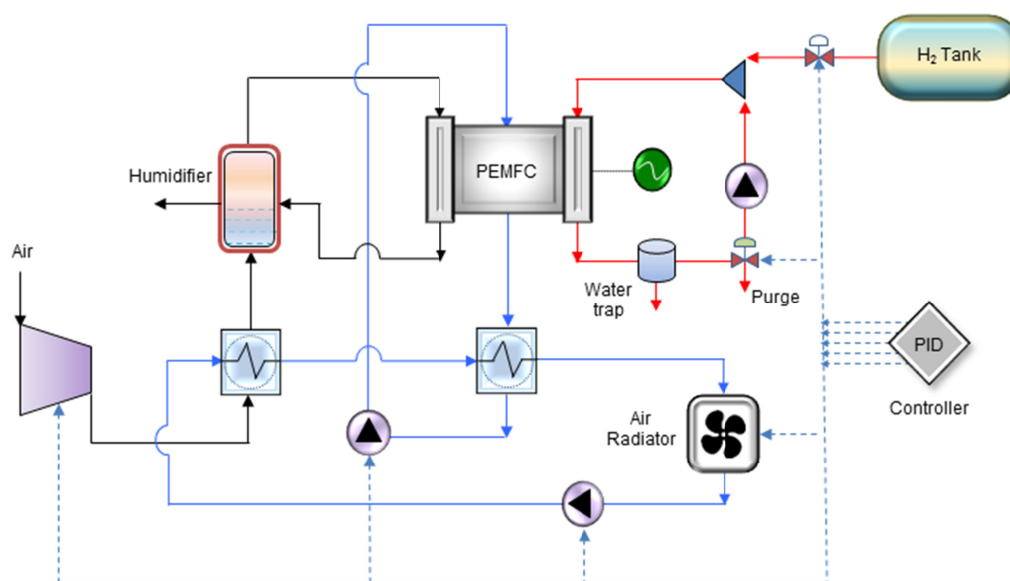 H₂ Tank
Humidifier
PEMFC
Air
Water
trap
Purge
PID
Controller
Air
Radiator